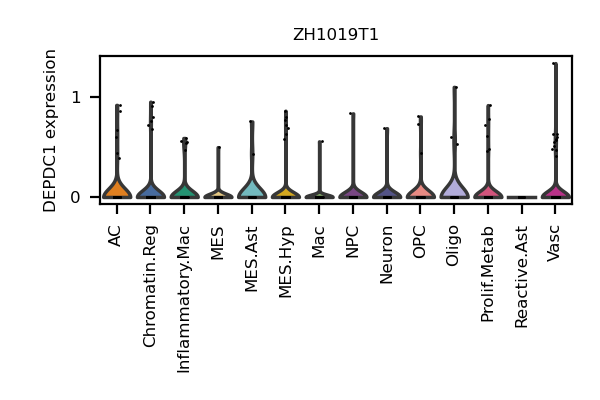 ZH1019T1
DEPDC1 expression
1
0
AC
Chromatin.Reg
Inflammatory.Mac
MES
MES.Ast
MES.Hyp
Mac
NPC
Neuron
OPC
Oligo
Prolif.Metab
Reactive.Ast
Vasc